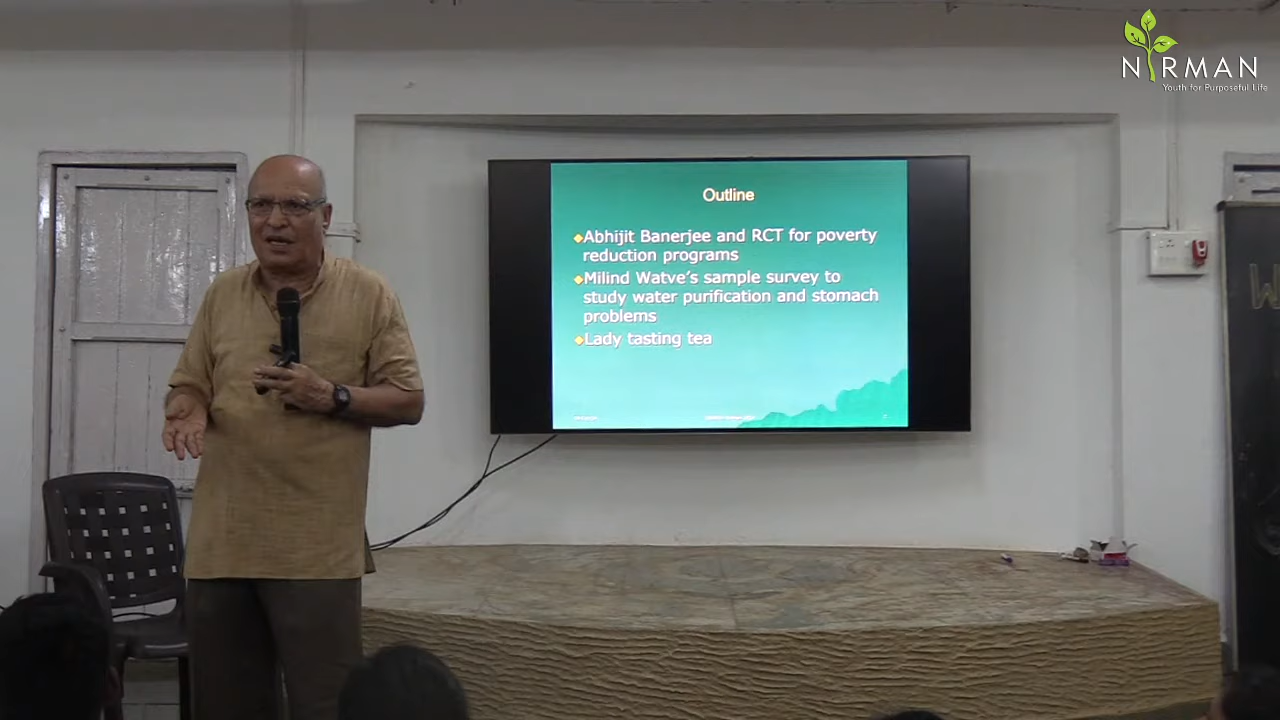 NIRMAN
Youth for Purposeful Life
Outline
Abhijit Banerjee and RCT for poverty
reduction programs
Milind Watve's sample survey to
study water purification and stomach
problems
Lady tasting tea